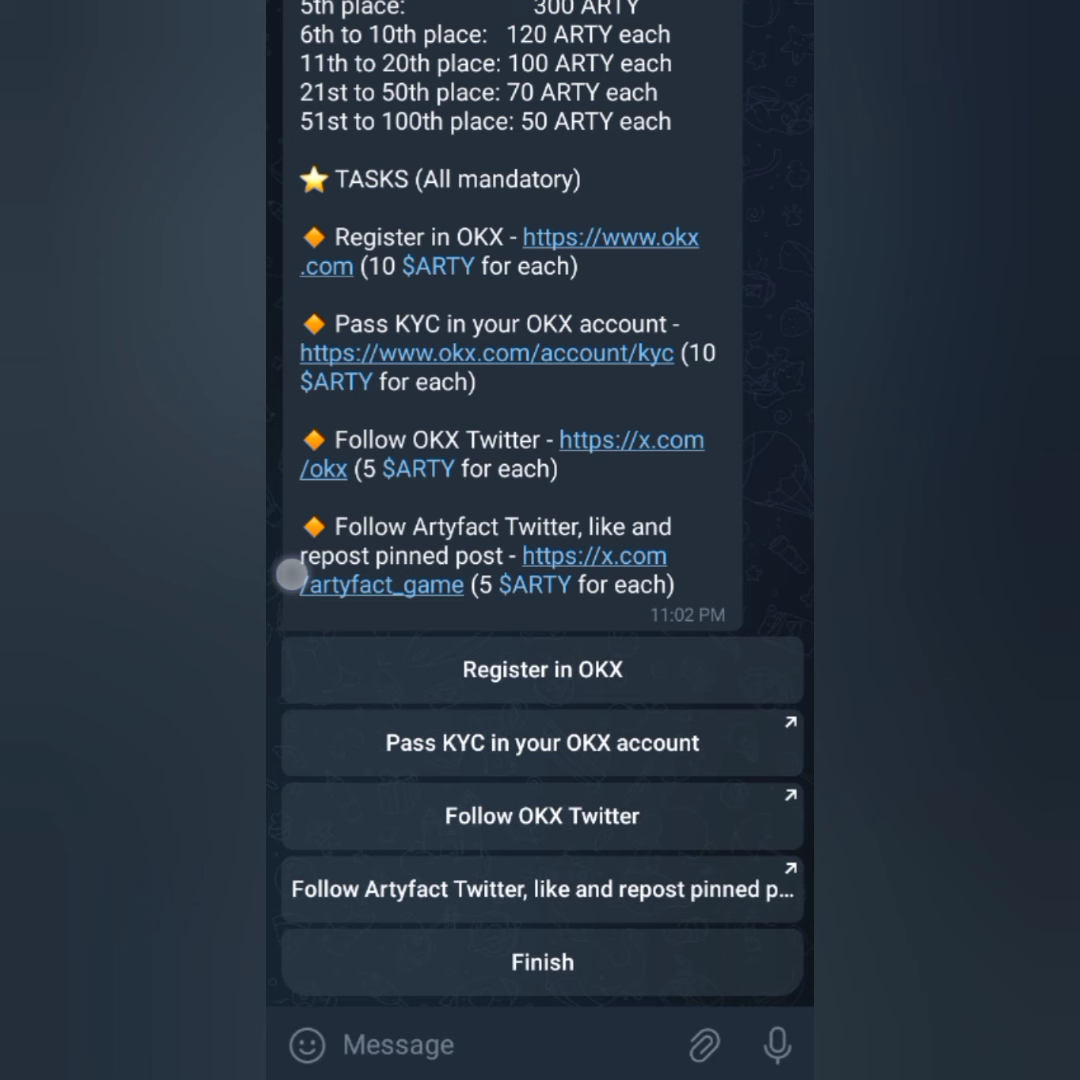 5th place: 300 ARTY
6th to 10th place: 120 ARTY each
11th to 20th place: 100 ARTY each
21st to 50th place: 70 ARTY each
51st to 100th place: 50 ARTY each
TASKS (All mandatory)
Register in OKX - https://www.okx
.com (10 $ARTY for each)
Pass KYC in your OKX account -
https://www.okx.com/account/kyc (10
$ARTY for each)
Follow OKX Twitter - https://x.com
/okx (5 $ARTY for each)
Follow Artyfact Twitter, like and
repost pinned post - https://x.com
/artyfact_game (5 $ARTY for each)
11:02 PM
Register in OKX
Pass KYC in your OKX account
Follow OKX Twitter
Follow Artyfact Twitter, like and repost pinned p...
Finish
Message